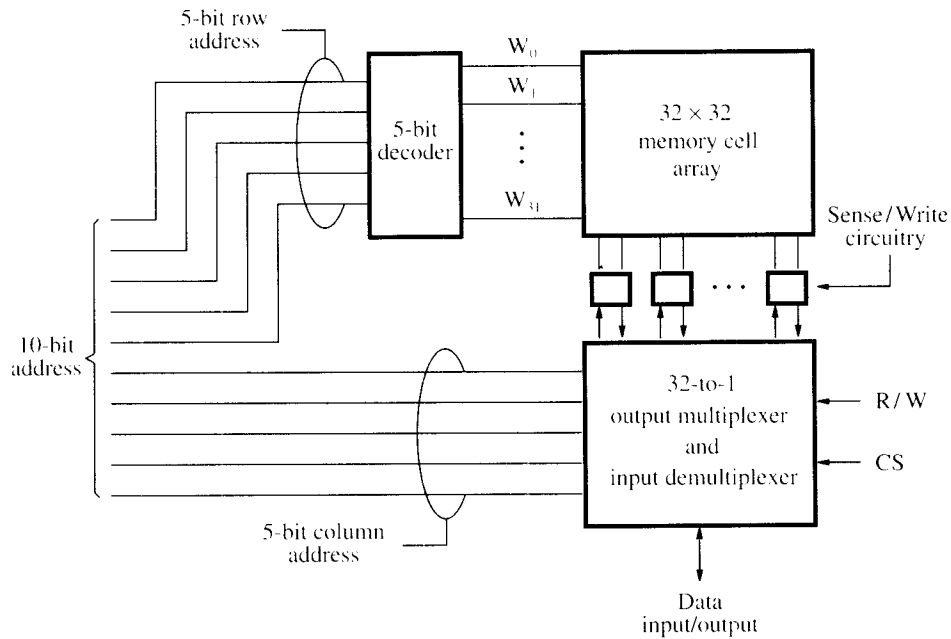 5-bit row
address
5-bit
decoder
W₀
W₁
W₃₁
32 × 32
memory cell
array
Sense/Write
circuitry
10-bit
address
32-to-1
output multiplexer
and
input demultiplexer
R/W
CS
5-bit column
address
Data
input/output